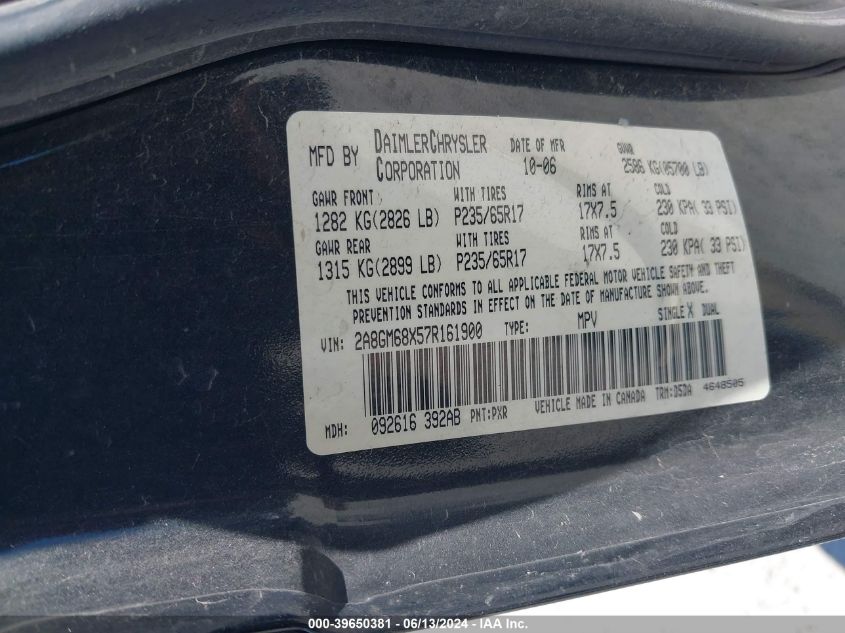 MFD BY DAIMLERCHRYSLER CORPORATION DATE OF MFR 10-06 GVWR 2586 KG(05700 LB)
GAWR FRONT WITH TIRES RIMS AT COLD
1282 KG(2826 LB) P235/65R17 17X7.5 230 KPA( 33 PSI)
GAWR REAR WITH TIRES RIMS AT COLD
1315 KG(2899 LB) P235/65R17 17X7.5 230 KPA( 33 PSI)
THIS VEHICLE CONFORMS TO ALL APPLICABLE FEDERAL MOTOR VEHICLE SAFETY AND THEFT
PREVENTION STANDARDS IN EFFECT ON THE DATE OF MANUFACTURE SHOWN ABOVE.
VIN: 2A8GM68X57R161900 TYPE: MPV SINGLE X DUAL
MDH: 092616 392AB PNT:PXR VEHICLE MADE IN CANADA TRM:D5DA 4648505
000-39650381 - 06/13/2024 - IAA Inc.